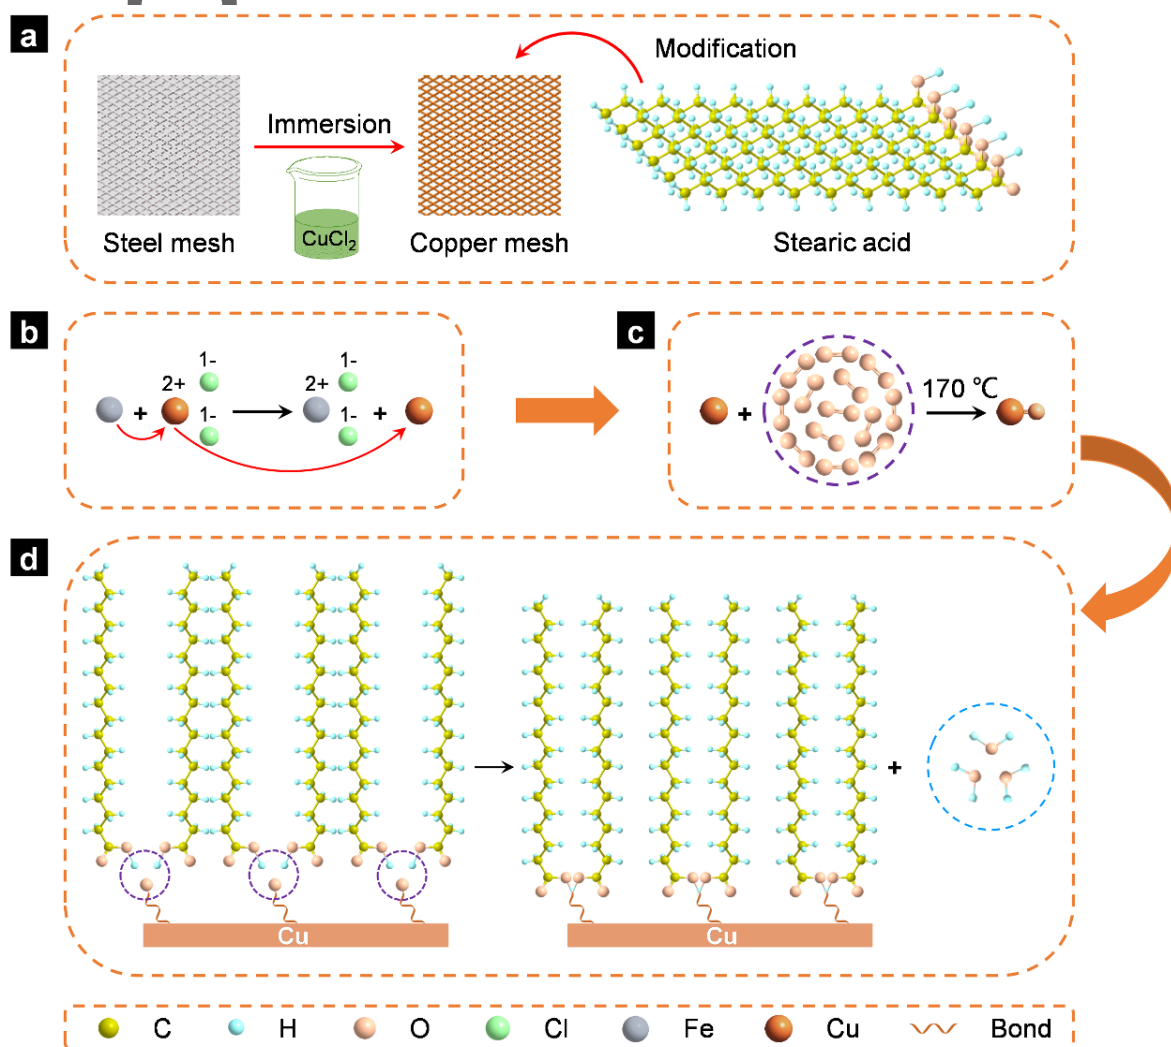 a
Modification
Immersion
CuCl₂
Steel mesh
Copper mesh
Stearic acid
b
1-
1-
2+
2+
1-
1-
+
+
c
+
170 ℃
d
+
Cu
Cu
C
H
O
Cl
Fe
Cu
Bond